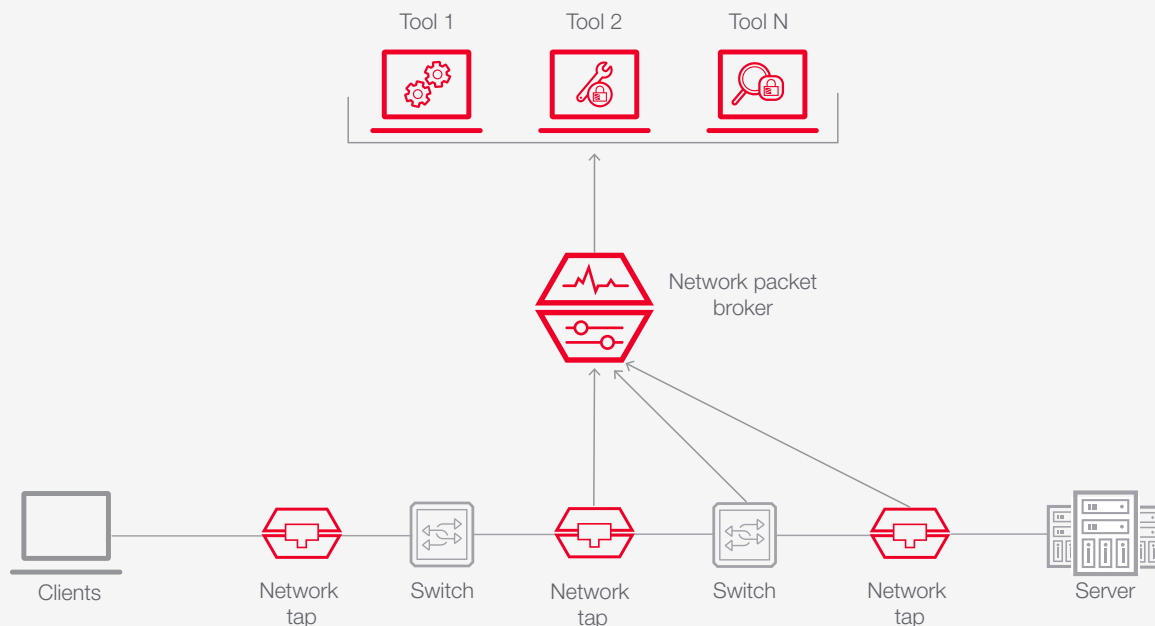 Tool 1
Tool 2
Tool N
Network packet
broker
Clients
Network
tap
Switch
Network
tap
Switch
Network
tap
Server